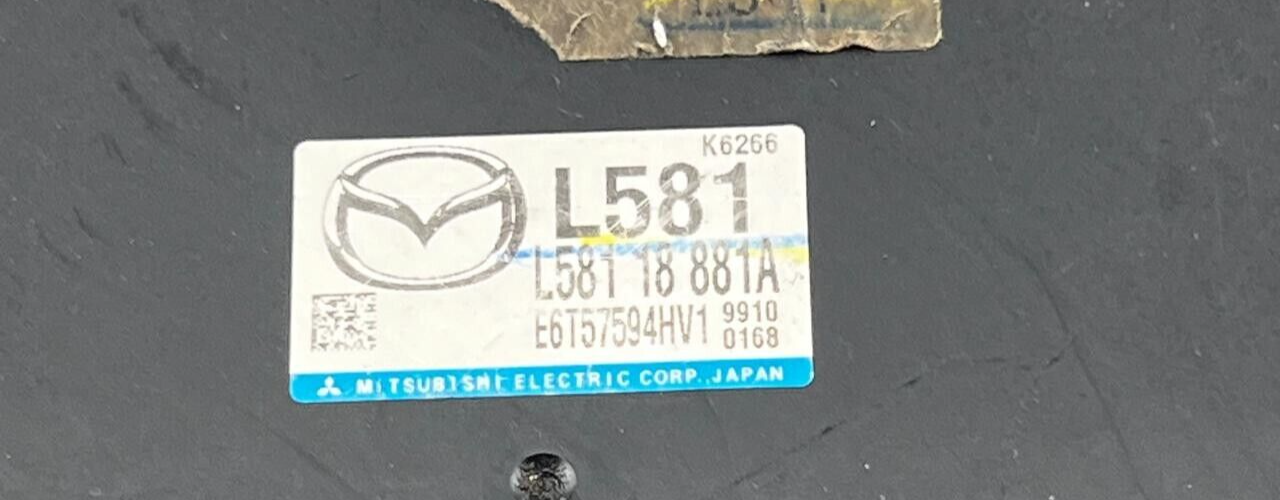 K6266
L581
L581 18 881A
E6T57594HV1 9910
0168
MITSUBISHI ELECTRIC CORP. JAPAN